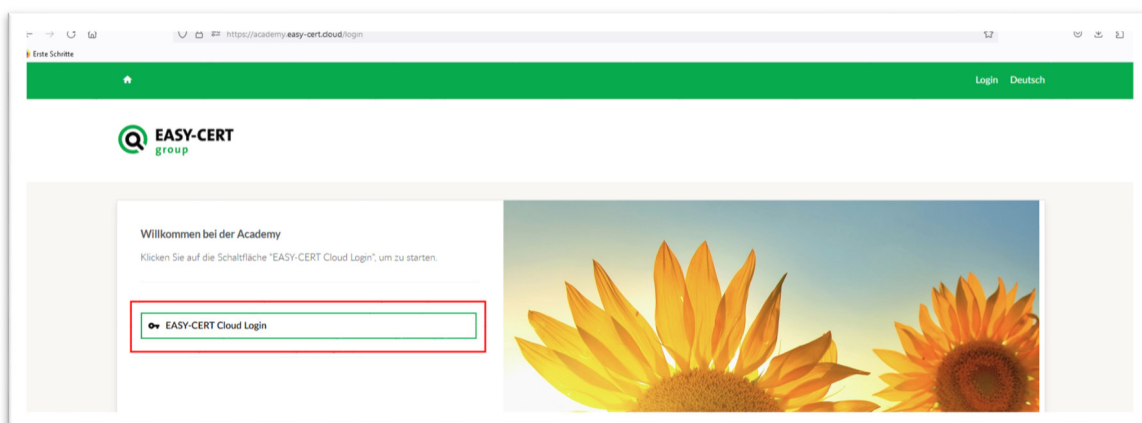 https://academy.easy-cert.cloud/login
Erste Schritte
Login Deutsch
EASY-CERT
group
Willkommen bei der Academy
Klicken Sie auf die Schaltfläche "EASY-CERT Cloud Login", um zu starten.
EASY-CERT Cloud Login